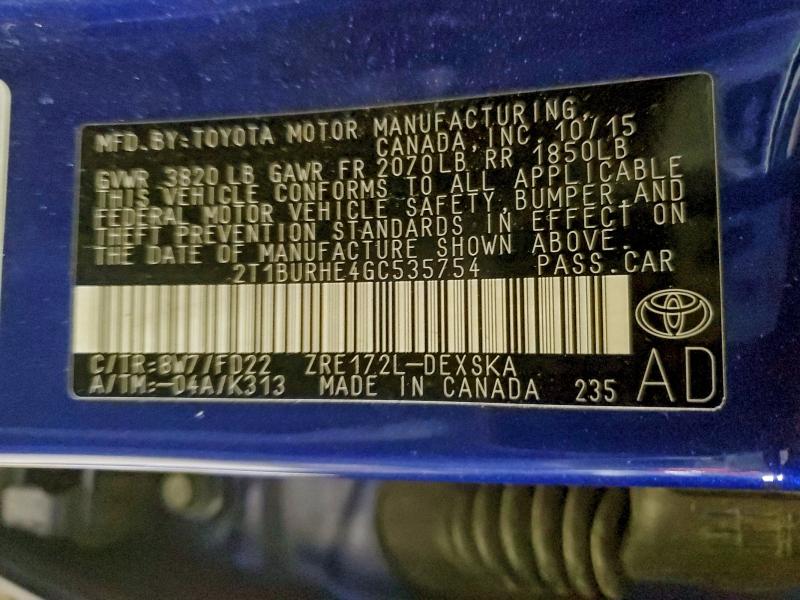 MFD.BY:TOYOTA MOTOR MANUFACTURING,
CANADA,INC. 10/15
GVWR 3820LB GAWR FR 2070LB RR 1850LB
THIS VEHICLE CONFORMS TO ALL APPLICABLE
FEDERAL MOTOR VEHICLE SAFETY, BUMPER,AND
THEFT PREVENTION STANDARDS IN EFFECT ON
THE DATE OF MANUFACTURE SHOWN ABOVE.
2T1BURHE4GC535754 PASS.CAR
C/TR:8W7/FD22 ZRE172L-DEXSKA
A/TM:-04A/K313 MADE IN CANADA 235
AD